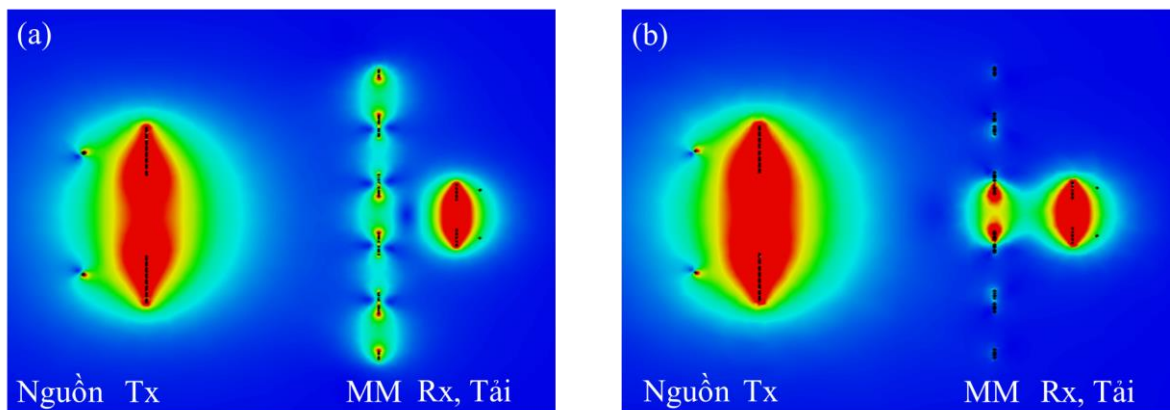 (a)
Nguồn Tx MM Rx, Tải
(b)
Nguồn Tx MM Rx, Tải